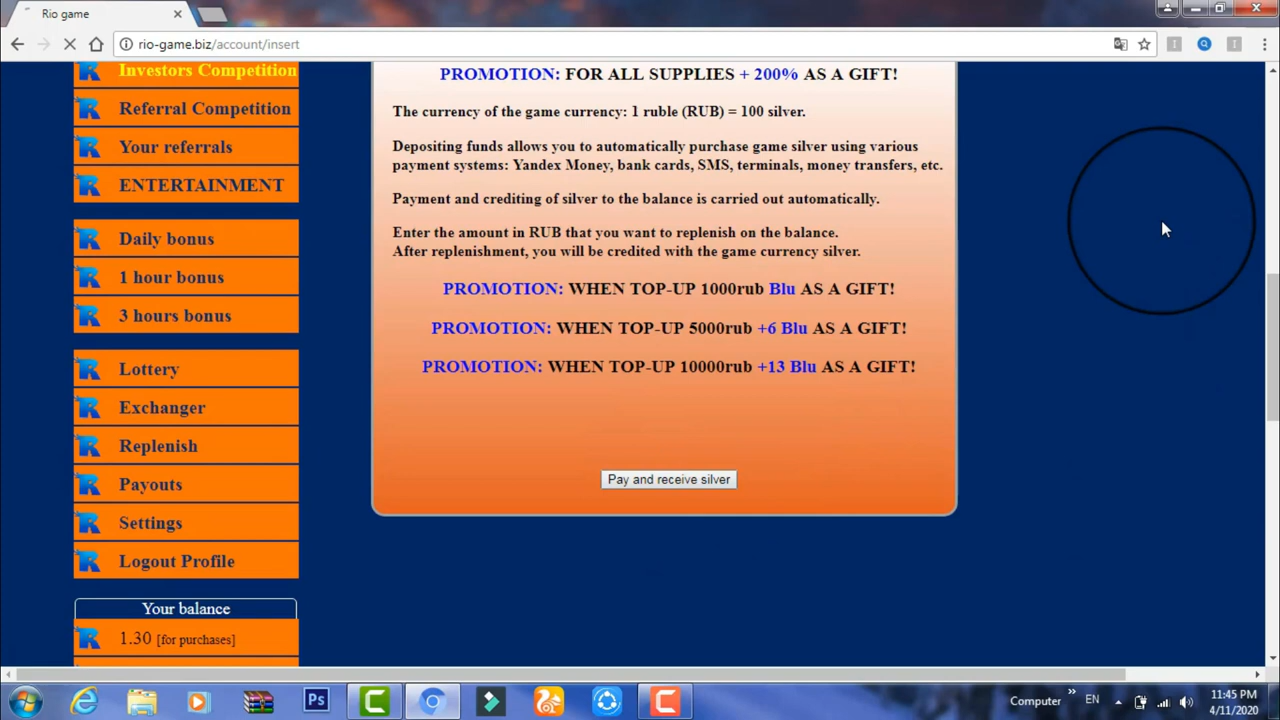 Rio game
rio-game.biz/account/insert
Investors Competition
Referral Competition
Your referrals
ENTERTAINMENT
Daily bonus
1 hour bonus
3 hours bonus
Lottery
Exchanger
Replenish
Payouts
Settings
Logout Profile
Your balance
1.30 [for purchases]
PROMOTION: FOR ALL SUPPLIES + 200% AS A GIFT!
The currency of the game currency: 1 ruble (RUB) = 100 silver.
Depositing funds allows you to automatically purchase game silver using various
payment systems: Yandex Money, bank cards, SMS, terminals, money transfers, etc.
Payment and crediting of silver to the balance is carried out automatically.
Enter the amount in RUB that you want to replenish on the balance.
After replenishment, you will be credited with the game currency silver.
PROMOTION: WHEN TOP-UP 1000rub Blu AS A GIFT!
PROMOTION: WHEN TOP-UP 5000rub +6 Blu AS A GIFT!
PROMOTION: WHEN TOP-UP 10000rub +13 Blu AS A GIFT!
Pay and receive silver
Ps
Computer
EN
11:45 PM
4/11/2020